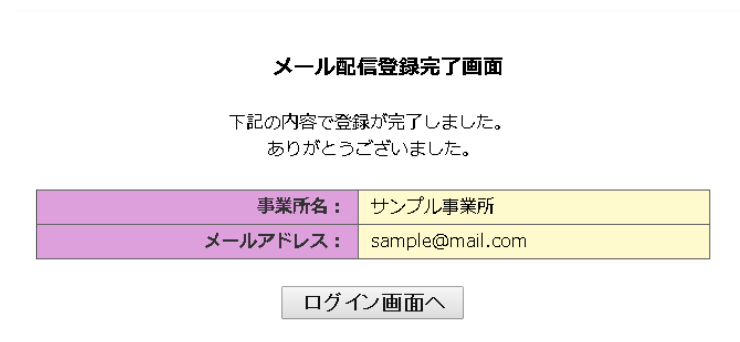 メール配信登録完了画面
下記の内容で登録が完了しました。
ありがとうございました。
事業所名： サンプル事業所
メールアドレス： sample@mail.com
ログイン画面へ